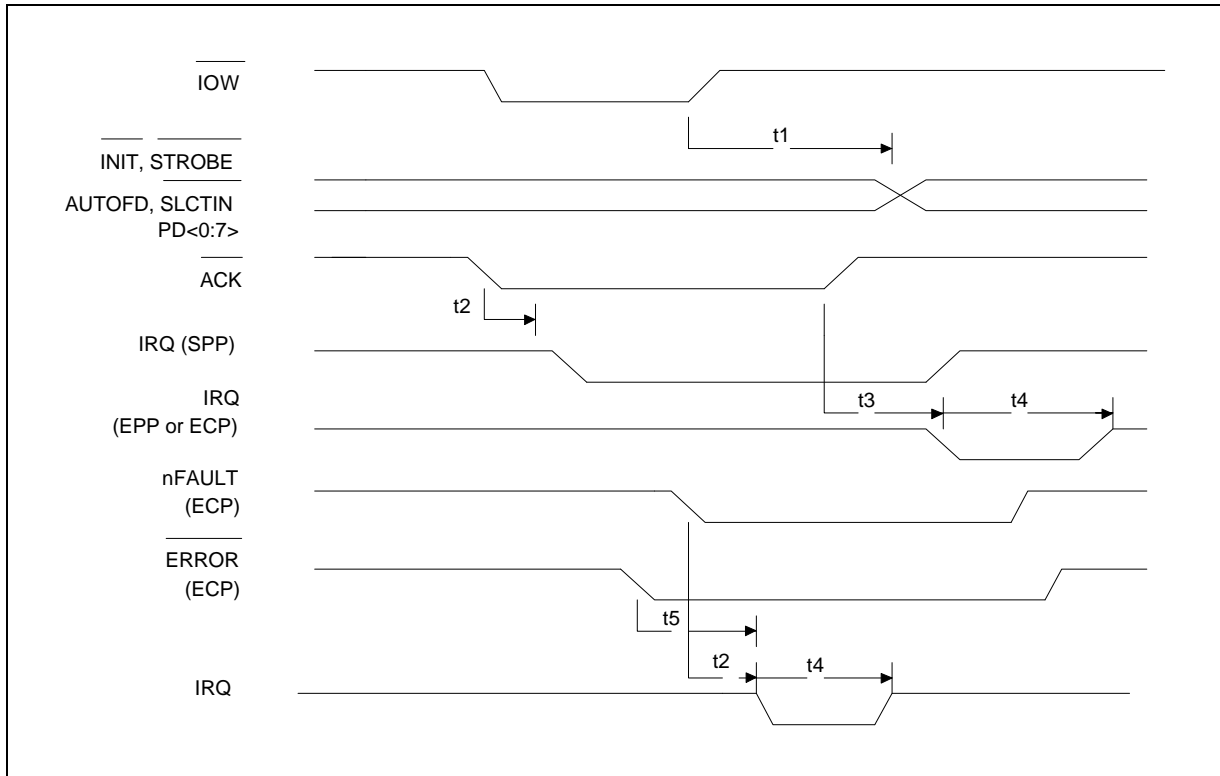 IOW
t1
INIT, STROBE
AUTOFD, SLCTIN
PD<0:7>
ACK
t2
IRQ (SPP)
IRQ
(EPP or ECP)
t3
t4
nFAULT
(ECP)
ERROR
(ECP)
t5
t2
t4
IRQ